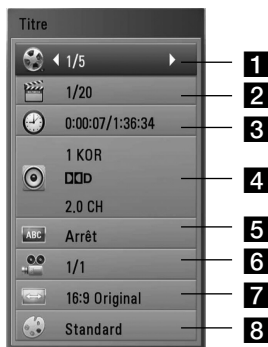 Titre
1/5
1
1/20
2
0:00:07/1:36:34
3
1 KOR
DD D
2.0 CH
4
ABC
Arrêt
5
1/1
6
16:9 Original
7
Standard
8